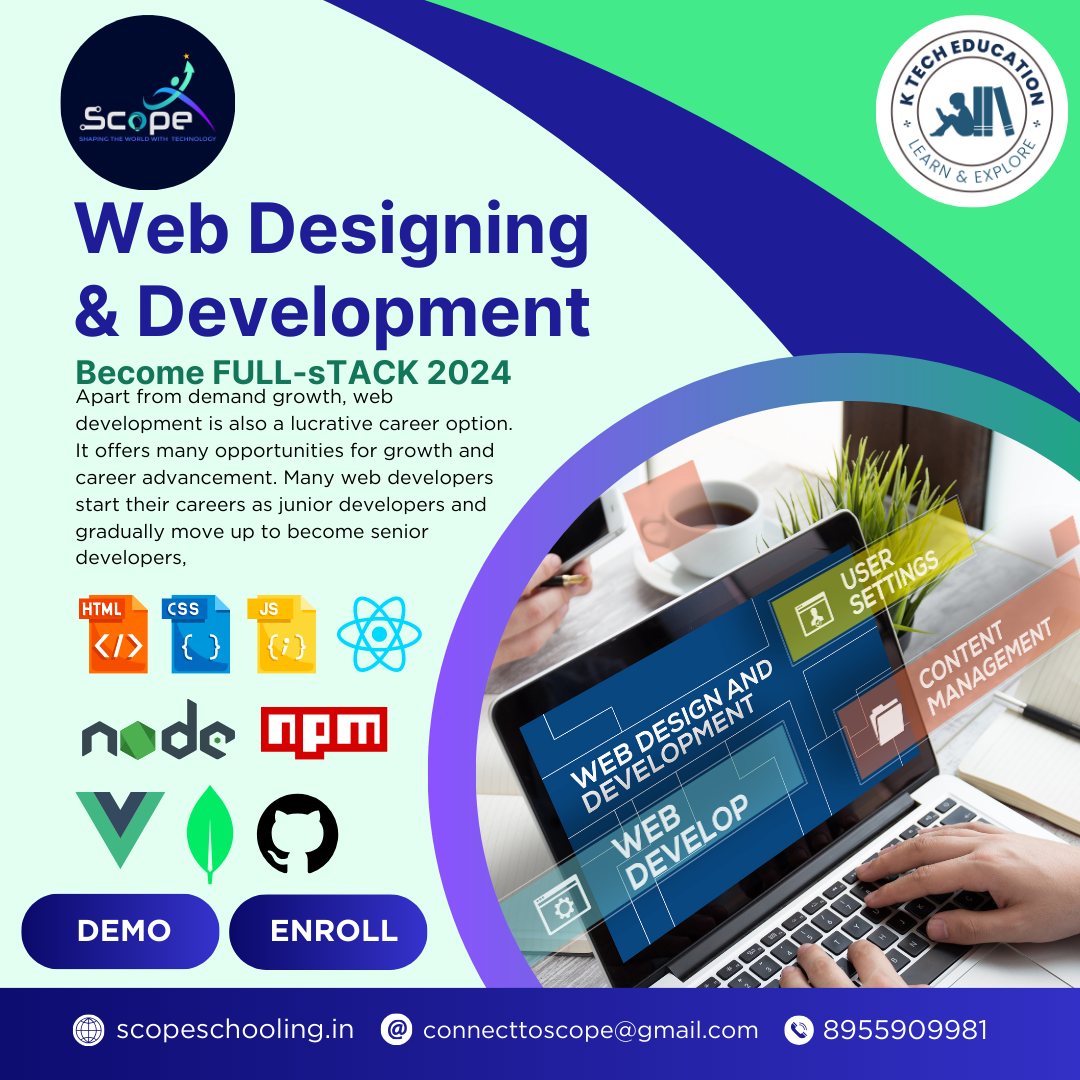 Scope
SHAPING THE WORLD WITH TECHNOLOGY
K TECH EDUCATION
LEARN & EXPLORE
Web Designing
& Development
Become FULL-sTACK 2024
Apart from demand growth, web
development is also a lucrative career option.
It offers many opportunities for growth and
career advancement. Many web developers
start their careers as junior developers and
gradually move up to become senior
developers,
HTML
CSS
JS
node
npm
USER
SETTINGS
CONTENT
MANAGEMENT
WEB DESIGN AND
DEVELOPMENT
WEB
DEVELOP
DEMO
ENROLL
scopeschooling.in
connecttoscope@gmail.com
8955909981